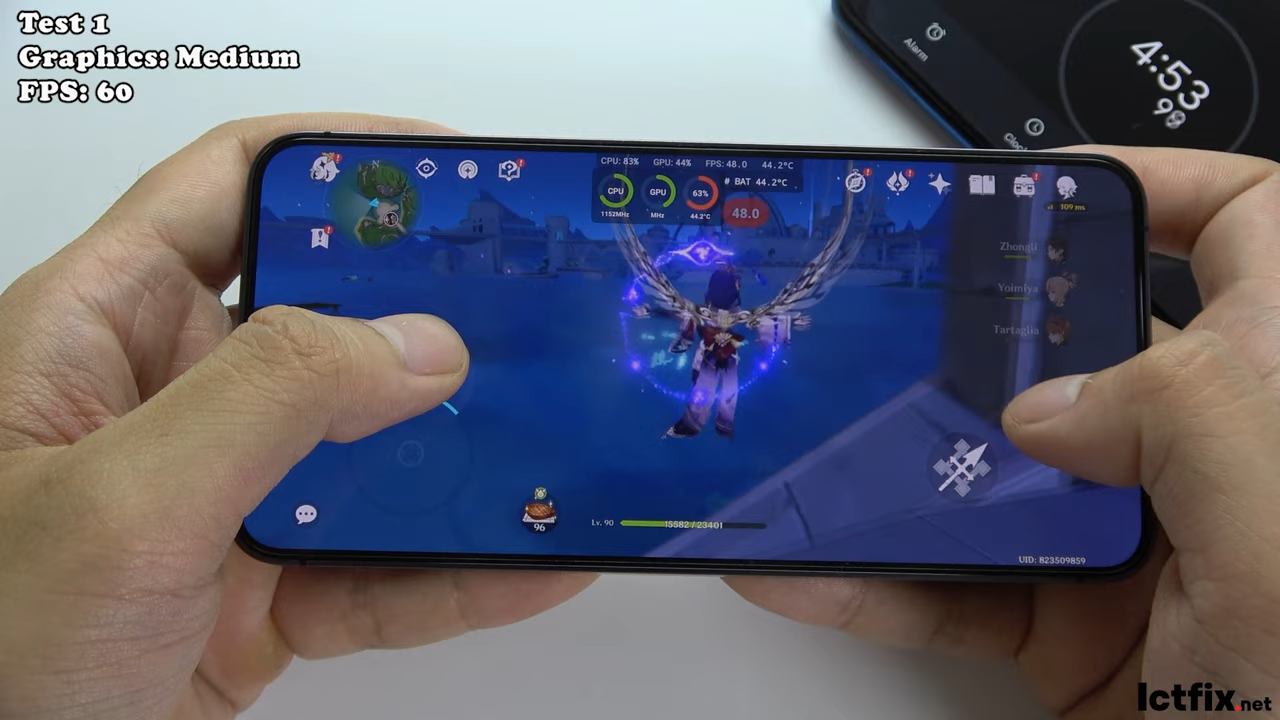 Test 1
Graphics: Medium
FPS: 60
Alarm
4:53
99
CPU: 83% GPU: 44% FPS: 48.0 44.2°C
# BAT 44.2°C
CPU GPU 63%
1152MHz MHz 44.2°C
48.0
N
109 ms
Zhongli
Yoimiya
Tartaglia
96
Lv. 90 15582 / 23401
UID: 823509859
Ictfix.net